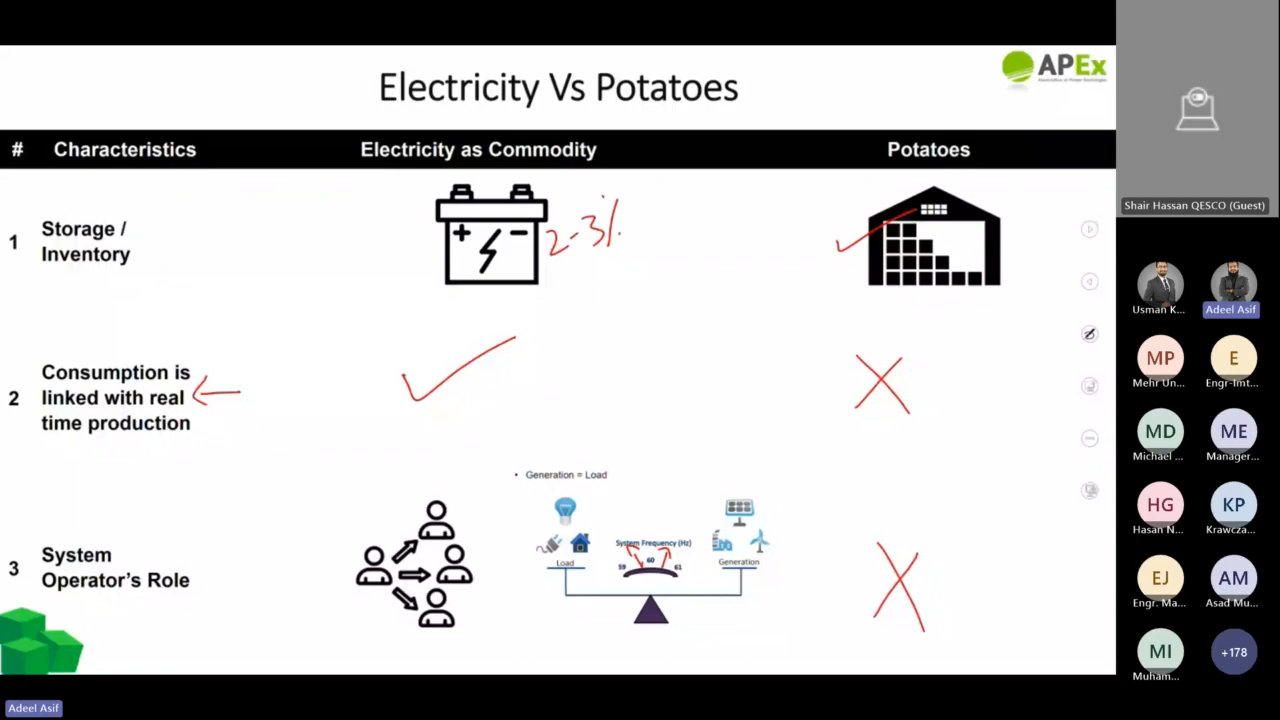 Electricity Vs Potatoes
APEx
# Characteristics Electricity as Commodity Potatoes
1 Storage / Inventory
+ −
2-3%
2 Consumption is linked with real time production
• Generation = Load
3 System Operator's Role
System Frequency (Hz)
59 60 61
Load
Generation
Shair Hassan QESCO (Guest)
Usman K...
Adeel Asif
MP
E
Mehr Un...
Engr-Imt...
MD
ME
Michael ...
Manager...
HG
KP
Hasan N...
Krawcza...
EJ
AM
Engr. Ma...
Asad Mu...
MI
+178
Muham...
Adeel Asif